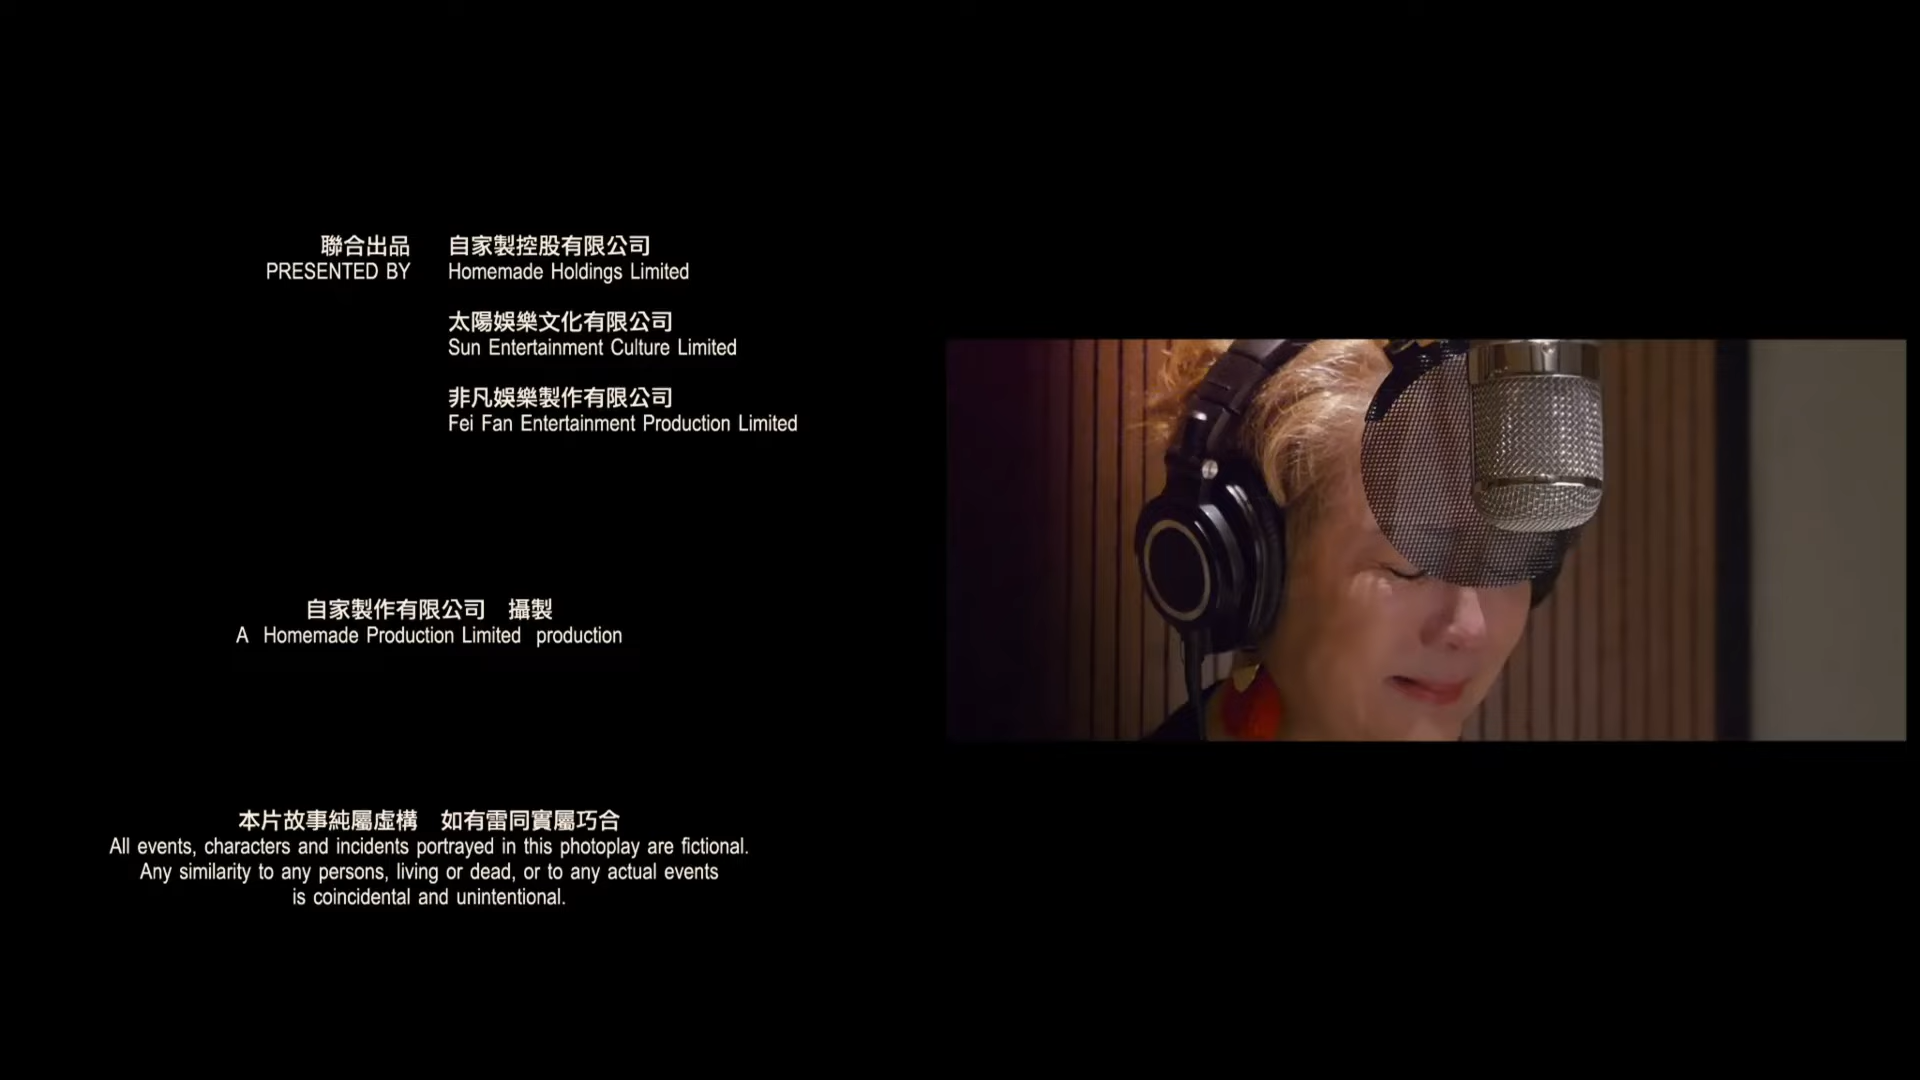 聯合出品
PRESENTED BY
自家製控股有限公司
Homemade Holdings Limited
太陽娛樂文化有限公司
Sun Entertainment Culture Limited
非凡娛樂製作有限公司
Fei Fan Entertainment Production Limited
自家製作有限公司 攝製
A Homemade Production Limited production
本片故事純屬虛構 如有雷同實屬巧合
All events, characters and incidents portrayed in this photoplay are fictional.
Any similarity to any persons, living or dead, or to any actual events
is coincidental and unintentional.